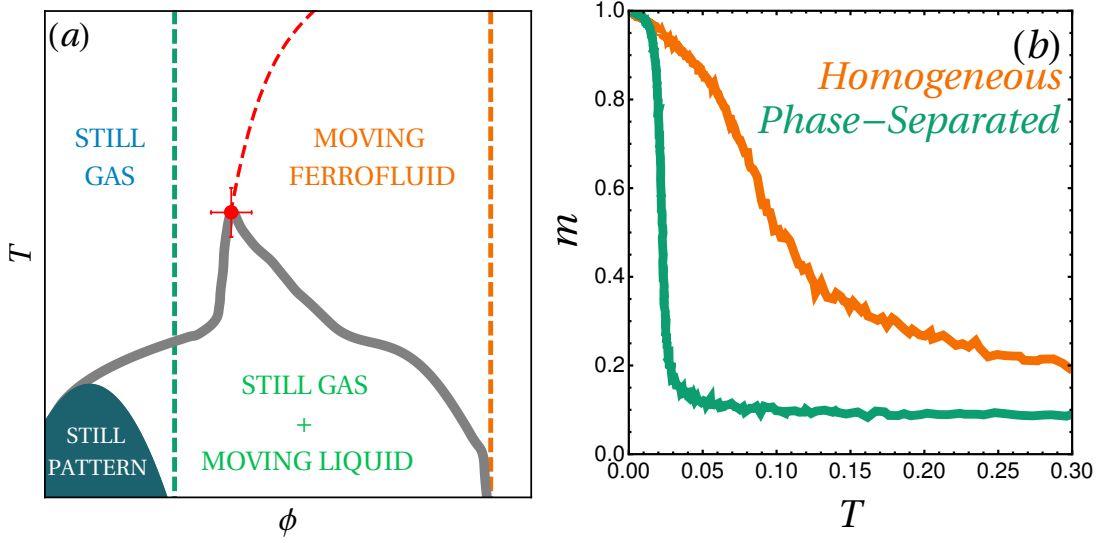 (a)
STILL
GAS
MOVING
FERROFLUID
T
STILL GAS
+
MOVING LIQUID
STILL
PATTERN
ϕ
(b)
Homogeneous
Phase−Separated
m
1.0
0.8
0.6
0.4
0.2
0.0
0.00 0.05 0.10 0.15 0.20 0.25 0.30
T